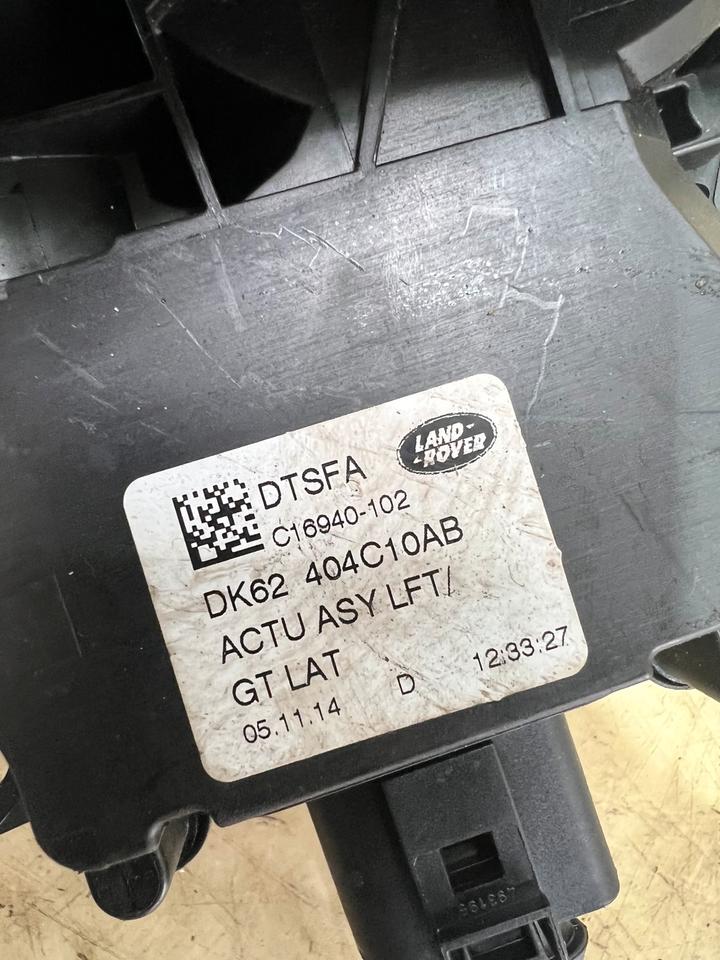 LAND-
-ROVER
DTSFA
C16940-102
DK62 404C10AB
ACTU ASY LFT/
GT LAT
05.11.14 D 12:33:27